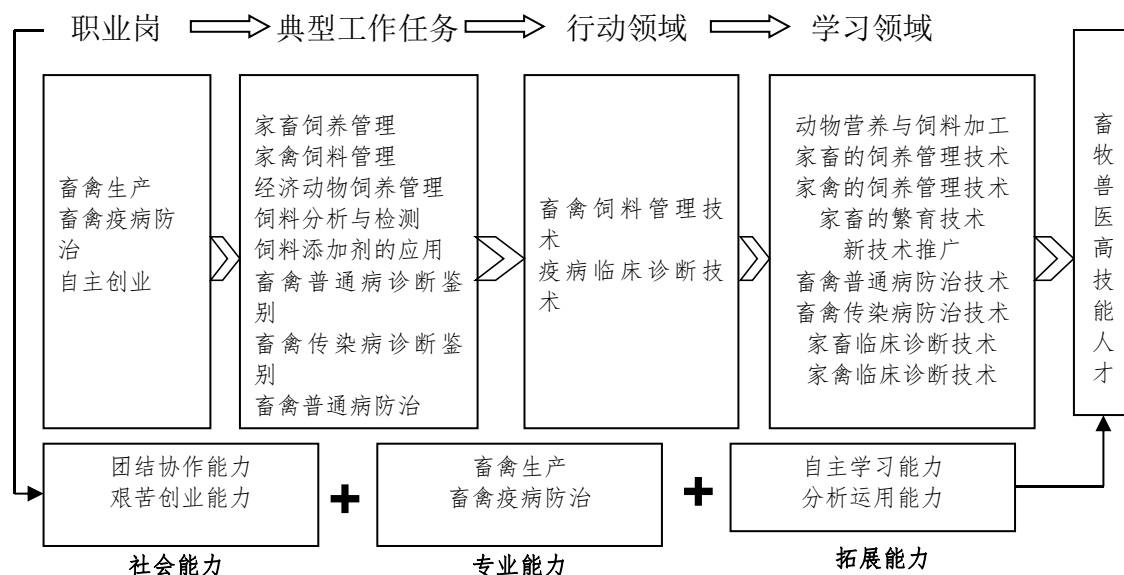 职业岗
典型工作任务
行动领域
学习领域
畜禽生产
畜禽疫病防
治
自主创业
家畜饲养管理
家禽饲料管理
经济动物饲养管理
饲料分析与检测
饲料添加剂的应用
畜禽普通病诊断鉴
别
畜禽传染病诊断鉴
别
畜禽普通病防治
畜禽饲料管理技
术
疫病临床诊断技
术
动物营养与饲料加工
家畜的饲养管理技术
家禽的饲养管理技术
家畜的繁育技术
新技术推广
畜禽普通病防治技术
畜禽传染病防治技术
家畜临床诊断技术
家禽临床诊断技术
畜牧兽医高技能人才
团结协作能力
艰苦创业能力
社会能力
畜禽生产
畜禽疫病防治
专业能力
自主学习能力
分析运用能力
拓展能力